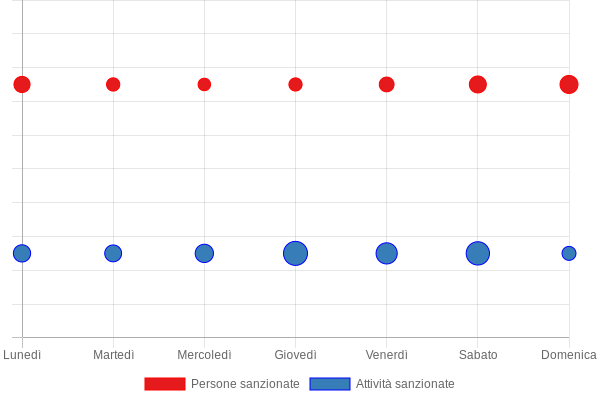 Lunedì Martedì Mercoledì Giovedì Venerdì Sabato Domenica
Persone sanzionate Attività sanzionate